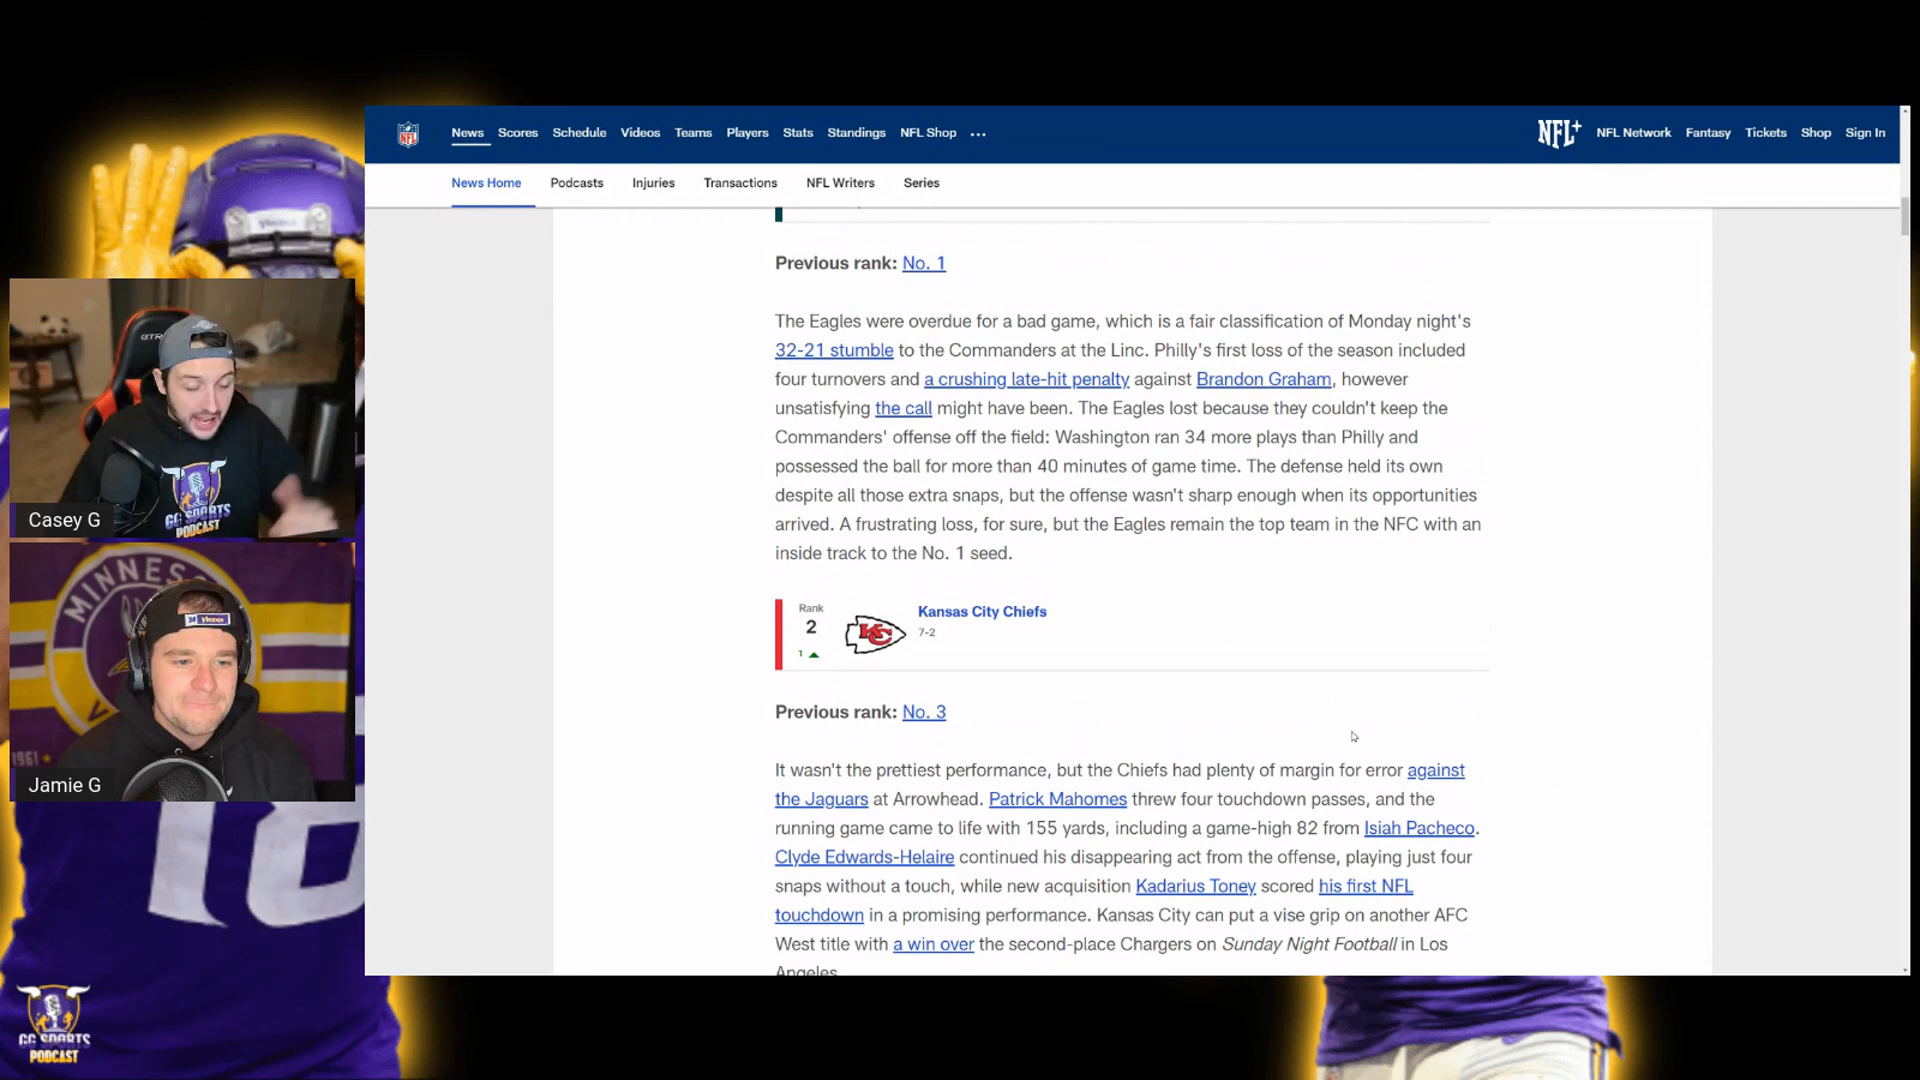 News Scores Schedule Videos Teams Players Stats Standings NFL Shop ...
NFL+ NFL Network Fantasy Tickets Shop Sign In
News Home Podcasts Injuries Transactions NFL Writers Series
Previous rank: No. 1
The Eagles were overdue for a bad game, which is a fair classification of Monday night's
32-21 stumble to the Commanders at the Linc. Philly's first loss of the season included
four turnovers and a crushing late-hit penalty against Brandon Graham, however
unsatisfying the call might have been. The Eagles lost because they couldn't keep the
Commanders' offense off the field: Washington ran 34 more plays than Philly and
possessed the ball for more than 40 minutes of game time. The defense held its own
despite all those extra snaps, but the offense wasn't sharp enough when its opportunities
arrived. A frustrating loss, for sure, but the Eagles remain the top team in the NFC with an
inside track to the No. 1 seed.
Rank
2
1
KC
Kansas City Chiefs
7-2
Previous rank: No. 3
It wasn't the prettiest performance, but the Chiefs had plenty of margin for error against
the Jaguars at Arrowhead. Patrick Mahomes threw four touchdown passes, and the
running game came to life with 155 yards, including a game-high 82 from Isiah Pacheco.
Clyde Edwards-Helaire continued his disappearing act from the offense, playing just four
snaps without a touch, while new acquisition Kadarius Toney scored his first NFL
touchdown in a promising performance. Kansas City can put a vise grip on another AFC
West title with a win over the second-place Chargers on Sunday Night Football in Los
Angeles
NFL
GTR
GG SPORTS
PODCAST
Casey G
MINNES
Vikings
1961
Jamie G
18
GG SPORTS
PODCAST